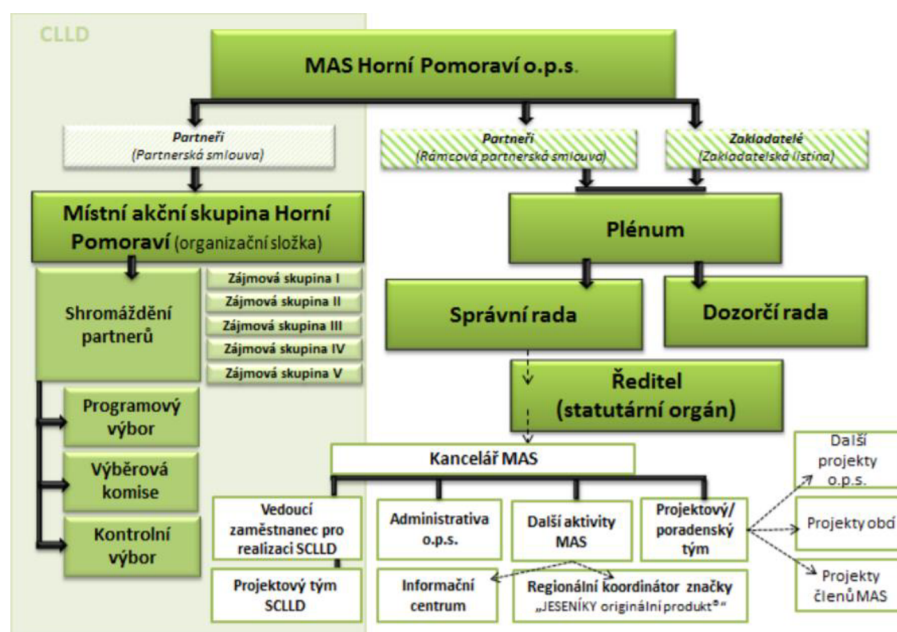 CLLD
MAS Horní Pomoraví o.p.s.
Partneři
(Partnerská smlouva)
Partneři
(Rámcová partnerská smlouva)
Zakladatelé
(Zakladatelská listina)
Místní akční skupina Horní
Pomoraví (organizační složka)
Plénum
Shromáždění
partnerů
Zájmová skupina I
Zájmová skupina II
Zájmová skupina III
Zájmová skupina IV
Zájmová skupina V
Správní rada
Dozorčí rada
Ředitel
(statutární orgán)
Programový
výbor
Výběrová
komise
Kontrolní
výbor
Kancelář MAS
Vedoucí
zaměstnanec pro
realizaci SCLLD
Administrativa
o.p.s.
Další aktivity
MAS
Projektový/
poradenský
tým
Další
projekty
o.p.s.
Projekty obcí
Projekty
členů MAS
Projektový tým
SCLLD
Informační
centrum
Regionální koordinátor značky
„JESENÍKY originální produkt®“